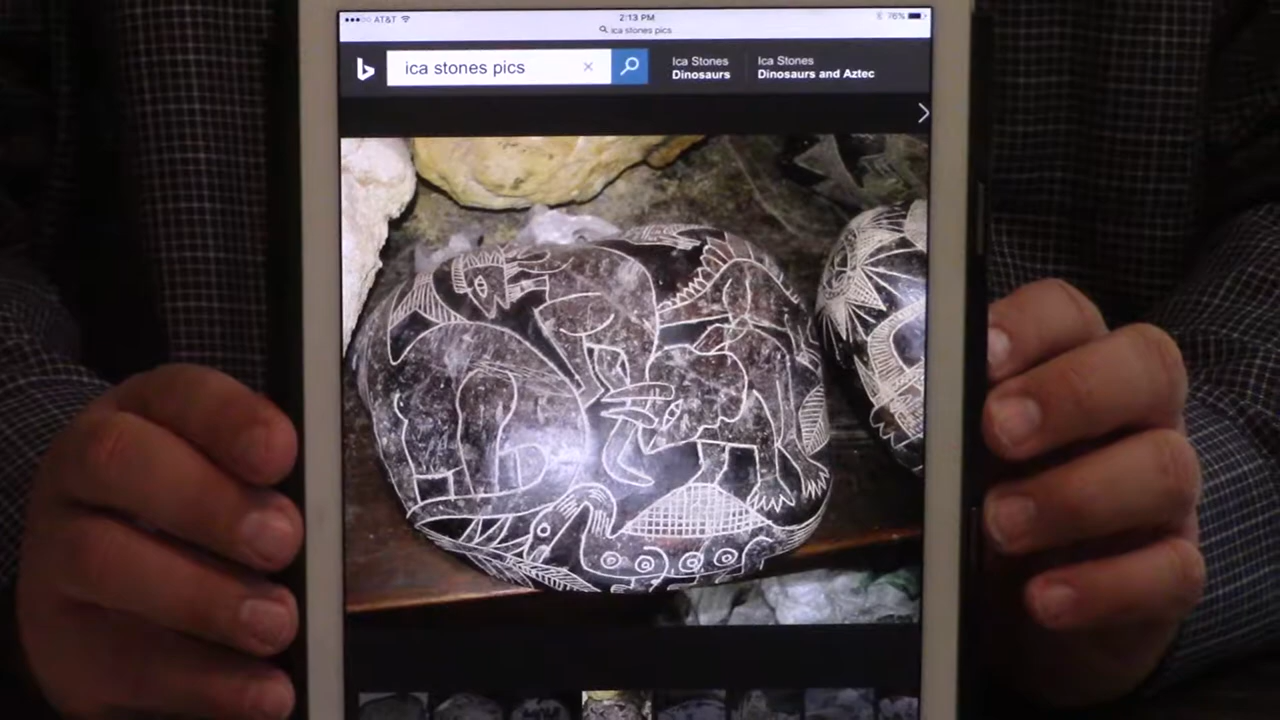 AT&T
2:13 PM
76%
ica stones pics
ica stones pics
Ica Stones
Dinosaurs
Ica Stones
Dinosaurs and Aztec